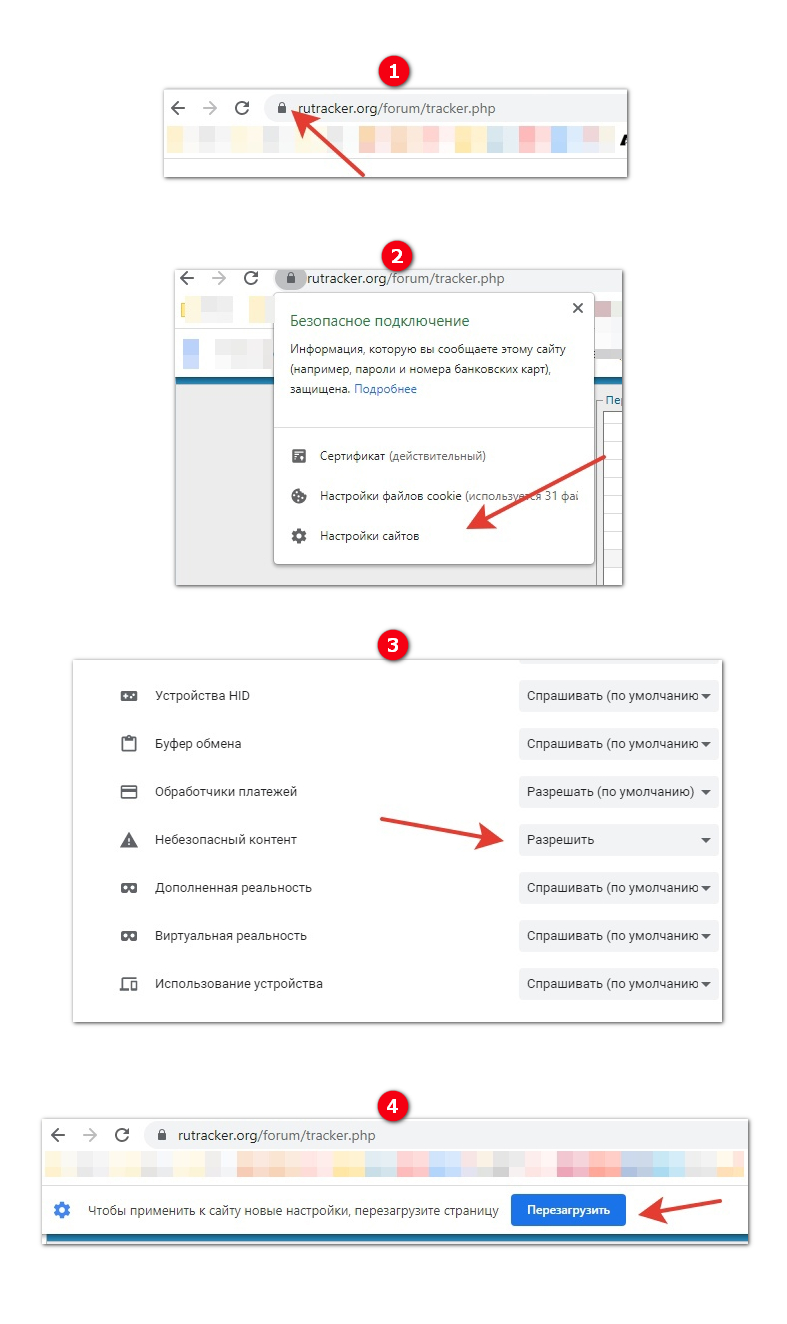 1
rutracker.org/forum/tracker.php
2
rutracker.org/forum/tracker.php
Безопасное подключение
Информация, которую вы сообщаете этому сайту
(например, пароли и номера банковских карт),
защищена. Подробнее
Пе
Сертификат (действительный)
Настройки файлов cookie (используется 31 фай
Настройки сайтов
3
Устройства HID
Спрашивать (по умолчанию
Буфер обмена
Спрашивать (по умолчанию
Обработчики платежей
Разрешать (по умолчанию)
Небезопасный контент
Разрешить
Дополненная реальность
Спрашивать (по умолчанию
Виртуальная реальность
Спрашивать (по умолчанию
Использование устройства
Спрашивать (по умолчанию
4
rutracker.org/forum/tracker.php
Чтобы применить к сайту новые настройки, перезагрузите страницу
Перезагрузить